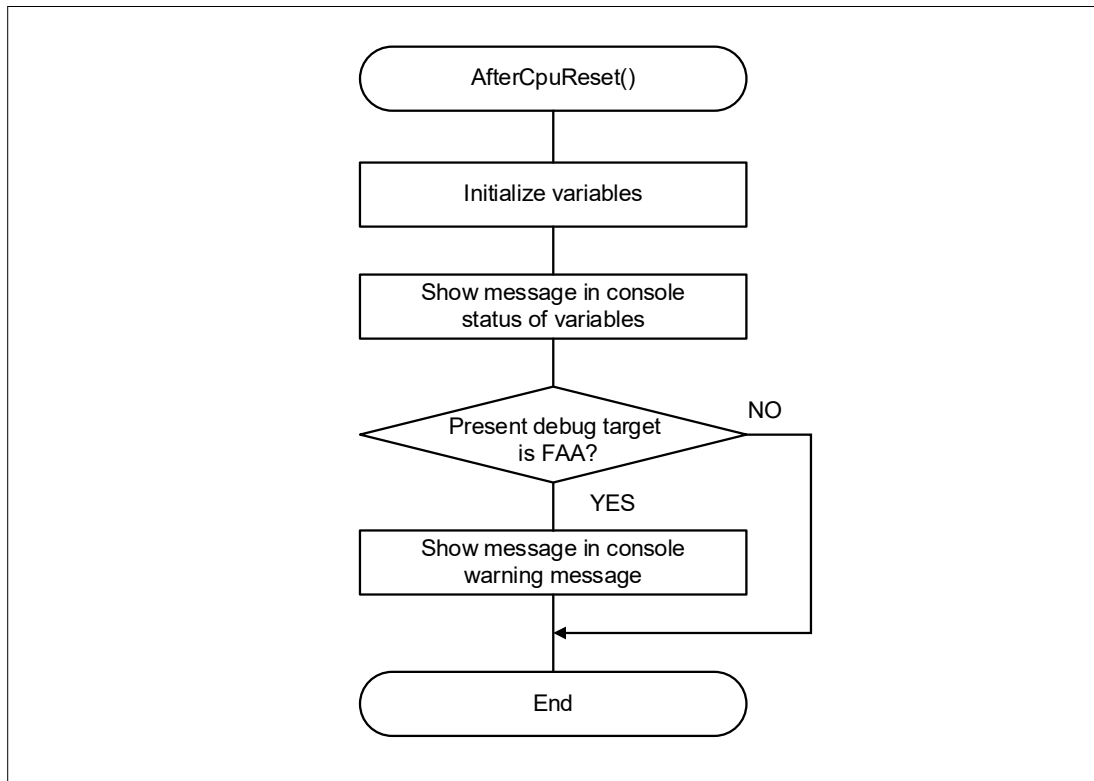 AfterCpuReset()
Initialize variables
Show message in console
status of variables
Present debug target
is FAA?
NO
YES
Show message in console
warning message
End